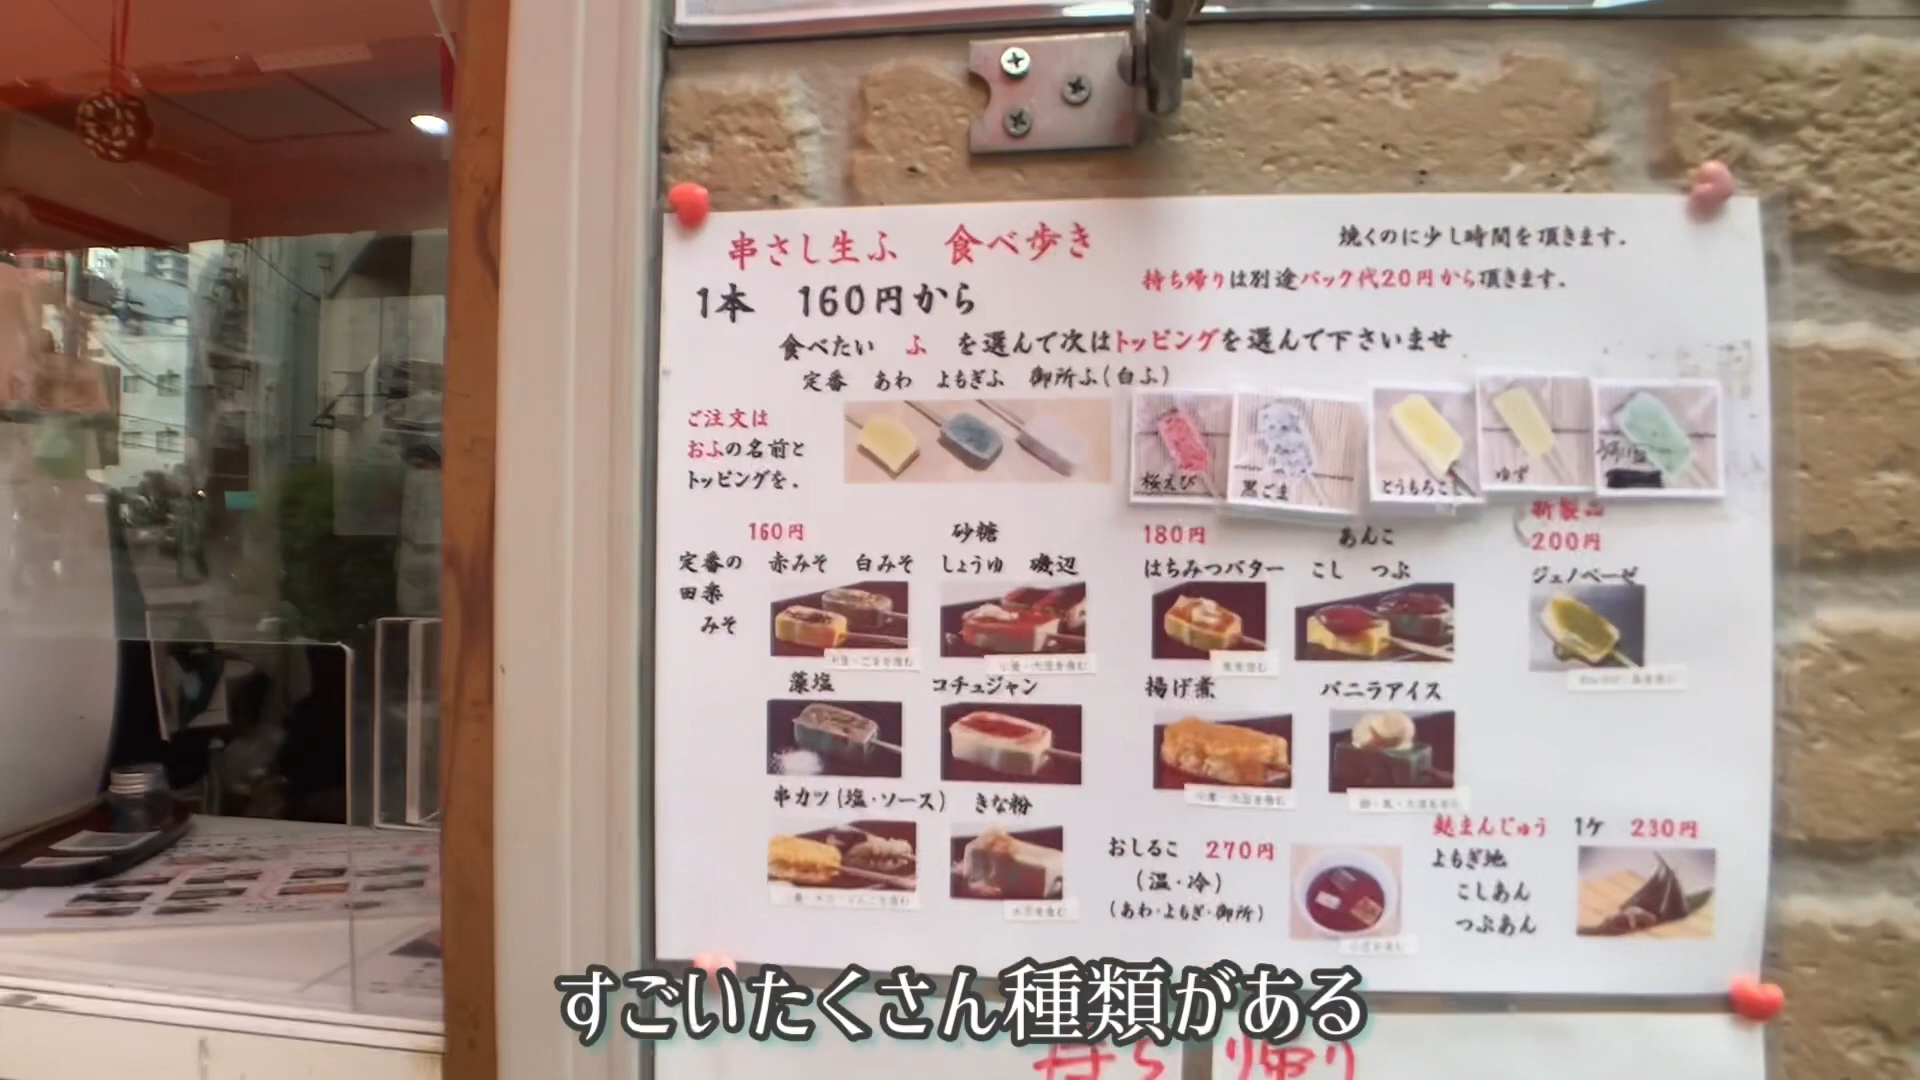 串さし生ふ 食べ歩き
焼くのに少し時間を頂きます。
1本 160円から
持ち帰りは別途パック代20円から頂きます。
食べたい ふ を選んで次はトッピングを選んで下さいませ
定番 あわ よもぎふ 御所ふ(白ふ)
ご注文は
おふの名前と
トッピングを、
桜えび
黒ごま
とうもろこし
ゆず
160円
定番の
田楽
みそ
赤みそ 白みそ
砂糖
しょうゆ 磯辺
藻塩
コチュジャン
串カツ(塩・ソース)
きな粉
180円
はちみつバター
あんこ
こし つぶ
揚げ煮
バニラアイス
新製品
200円
ジェノベーゼ
おしるこ 270円
(温・冷)
(あわ・よもぎ・御所)
麩まんじゅう 1ケ 230円
よもぎ地
こしあん
つぶあん
すごいたくさん種類がある
持ち帰り